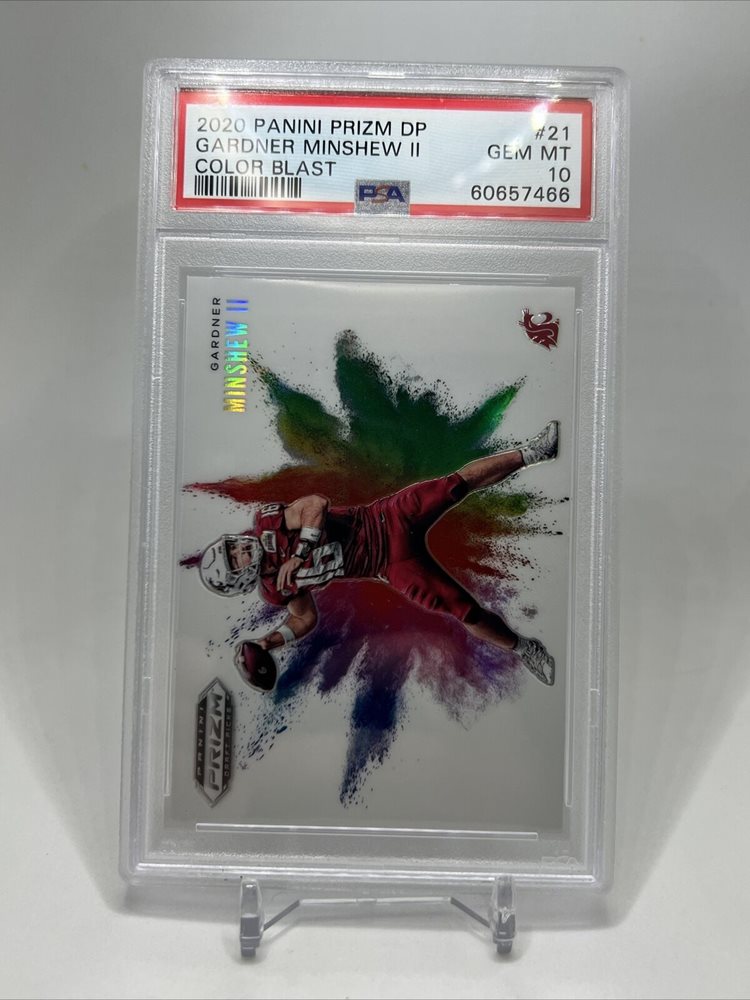 2020 PANINI PRIZM DP
#21
GARDNER MINSHEW II
GEM MT
COLOR BLAST
10
PSA
60657466
GARDNER
MINSHEW II
16
PANINI
PRIZM
DRAFT PICKS